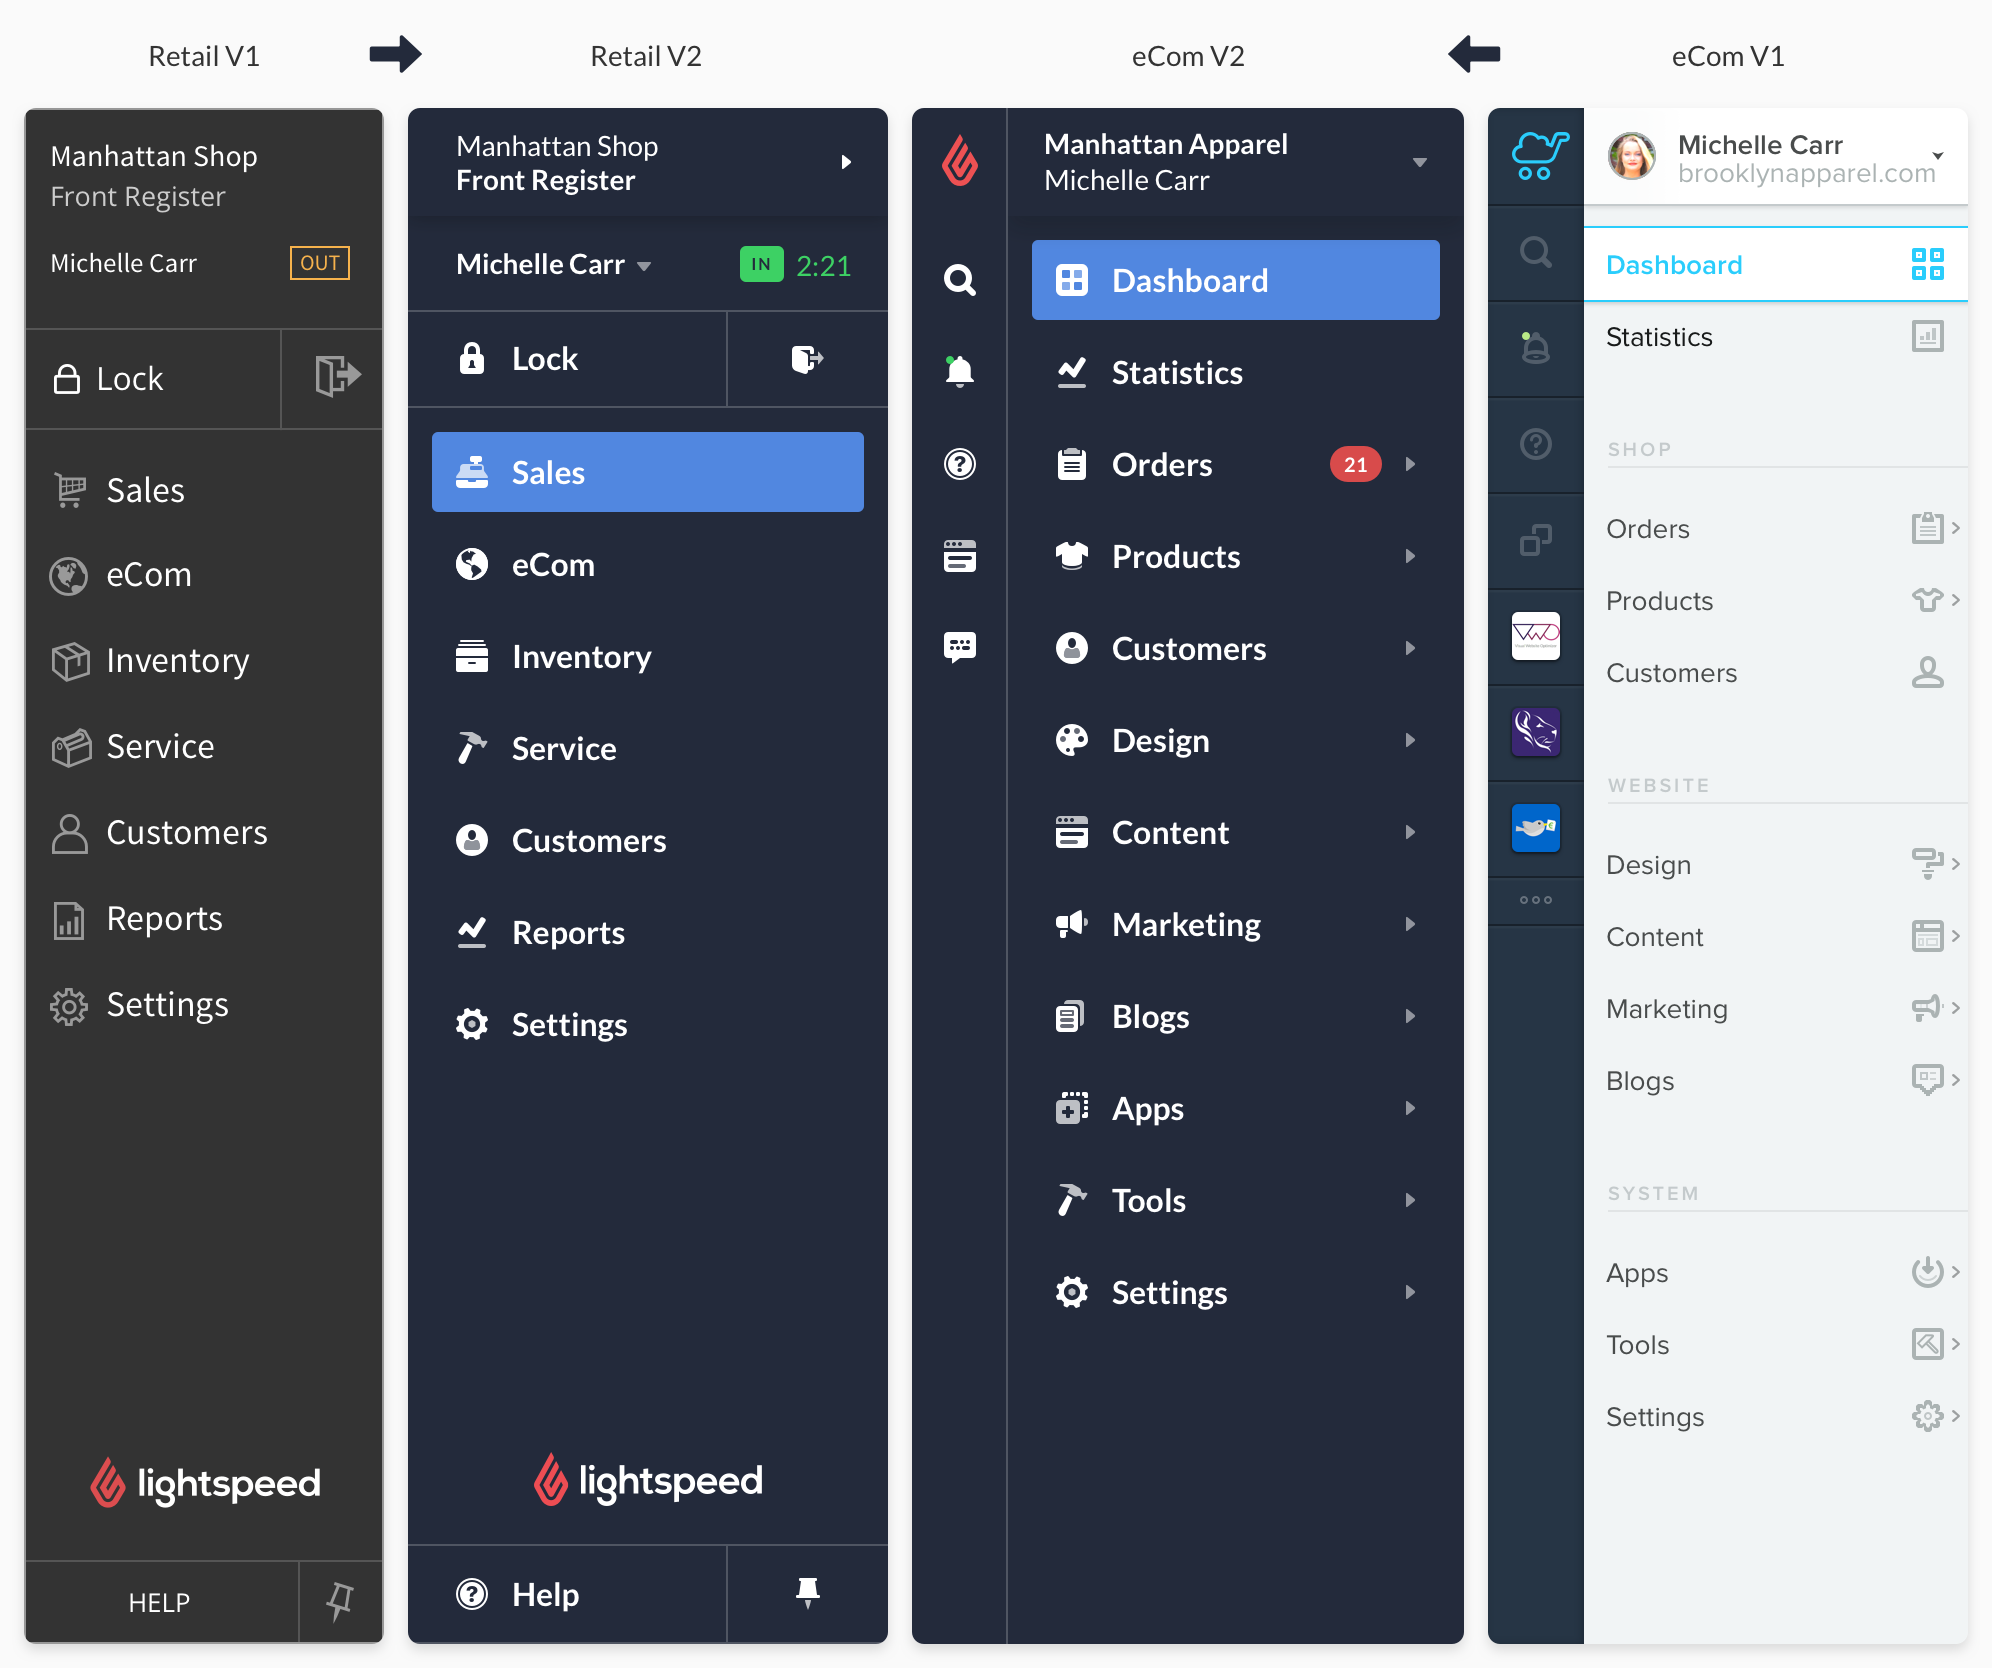 Retail V1
Retail V2
eCom V2
eCom V1
Manhattan Shop
Front Register
Michelle Carr
OUT
Lock
Sales
eCom
Inventory
Service
Customers
Reports
Settings
lightspeed
HELP
Manhattan Shop
Front Register
Michelle Carr
IN 2:21
Lock
Sales
eCom
Inventory
Service
Customers
Reports
Settings
lightspeed
Help
Manhattan Apparel
Michelle Carr
Dashboard
Statistics
Orders 21
Products
Customers
Design
Content
Marketing
Blogs
Apps
Tools
Settings
Michelle Carr
brooklynapparel.com
Dashboard
Statistics
SHOP
Orders
Products
Customers
WEBSITE
Design
Content
Marketing
Blogs
SYSTEM
Apps
Tools
Settings